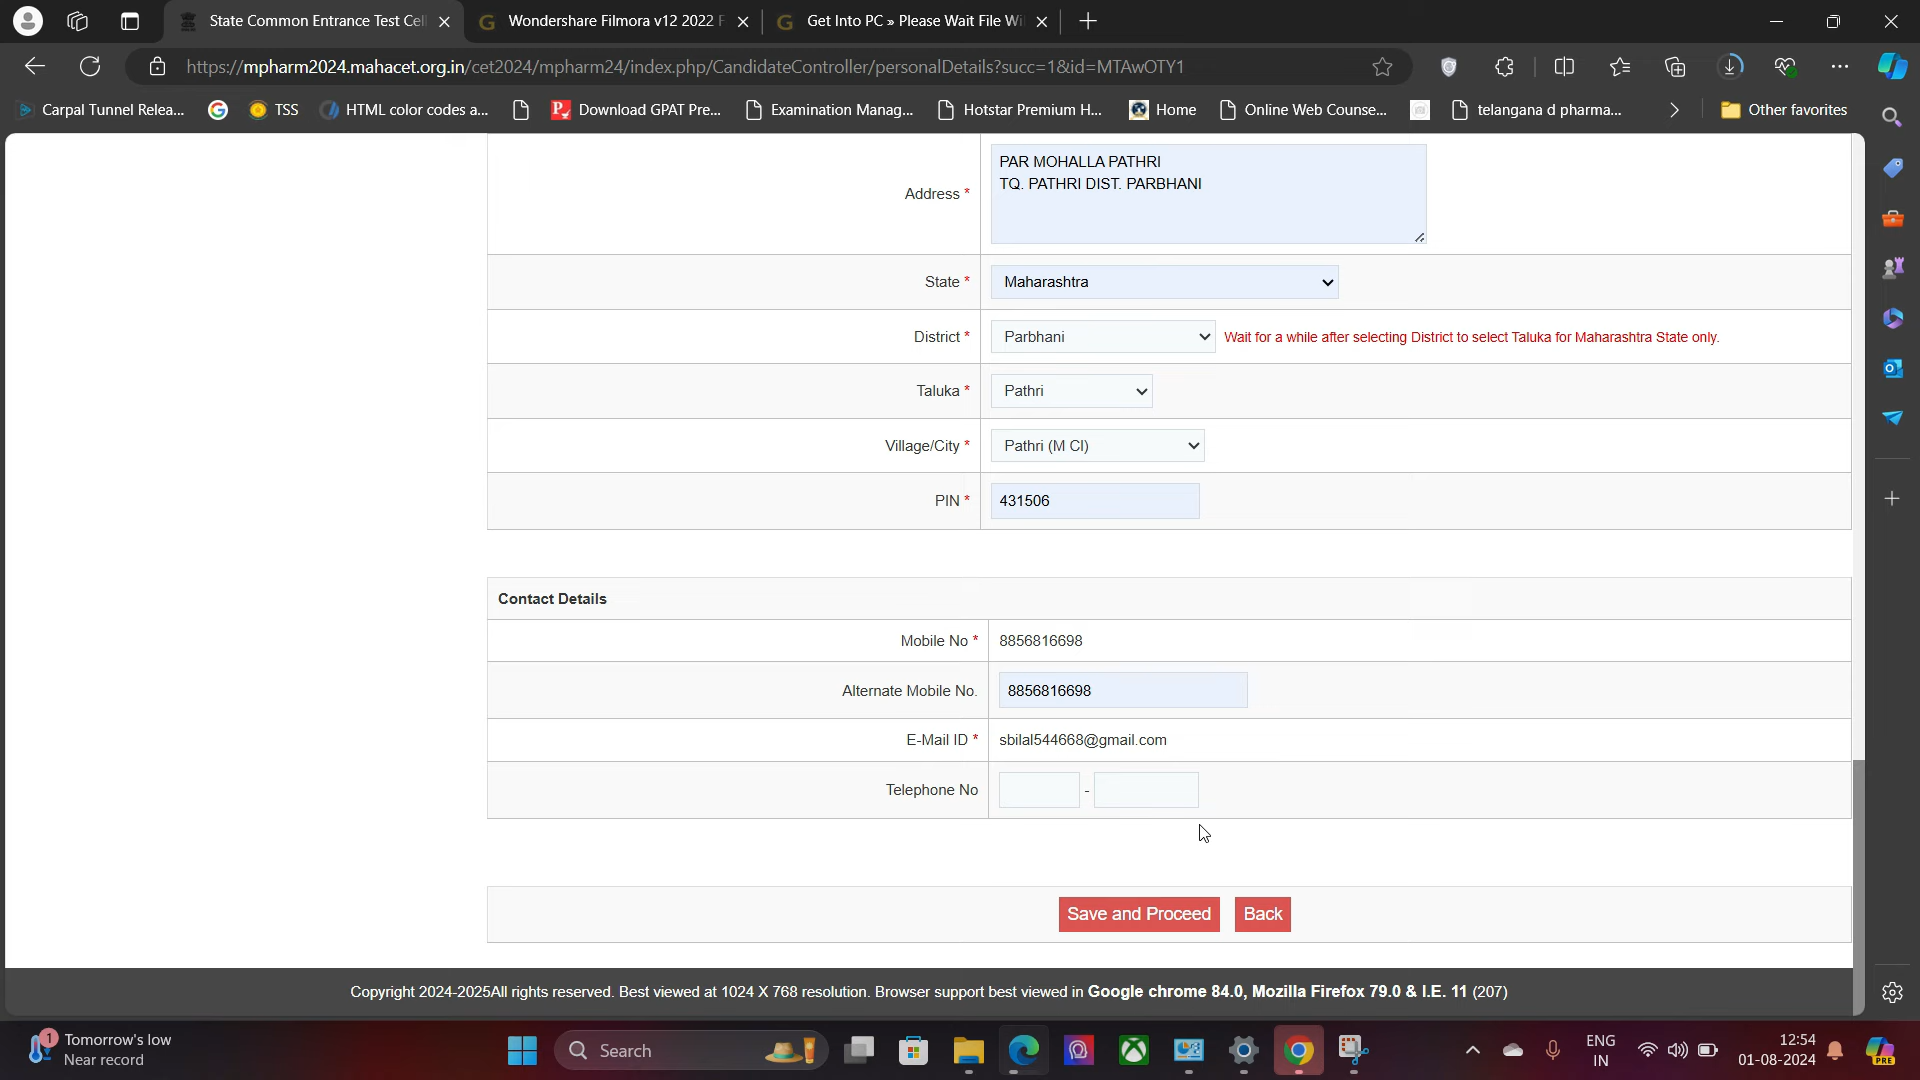 State Common Entrance Test Cel
Wondershare Filmora v12 2022 F
Get Into PC » Please Wait File Wi
https://mpharm2024.mahacet.org.in/cet2024/mpharm24/index.php/CandidateController/personalDetails?succ=1&id=MTAwOTY1
Carpal Tunnel Relea...
TSS
HTML color codes a...
Download GPAT Pre...
Examination Manag...
Hotstar Premium H...
Home
Online Web Counse...
telangana d pharma...
Other favorites
Address *
PAR MOHALLA PATHRI
TQ. PATHRI DIST. PARBHANI
State * Maharashtra
District * Parbhani Wait for a while after selecting District to select Taluka for Maharashtra State only.
Taluka * Pathri
Village/City * Pathri (M Cl)
PIN * 431506
Contact Details
Mobile No * 8856816698
Alternate Mobile No. 8856816698
E-Mail ID * sbilal544668@gmail.com
Telephone No -
Save and Proceed Back
Copyright 2024-2025All rights reserved. Best viewed at 1024 X 768 resolution. Browser support best viewed in Google chrome 84.0, Mozilla Firefox 79.0 & I.E. 11 (207)
1
Tomorrow's low
Near record
Search
ENG
IN
12:54
01-08-2024
PRE